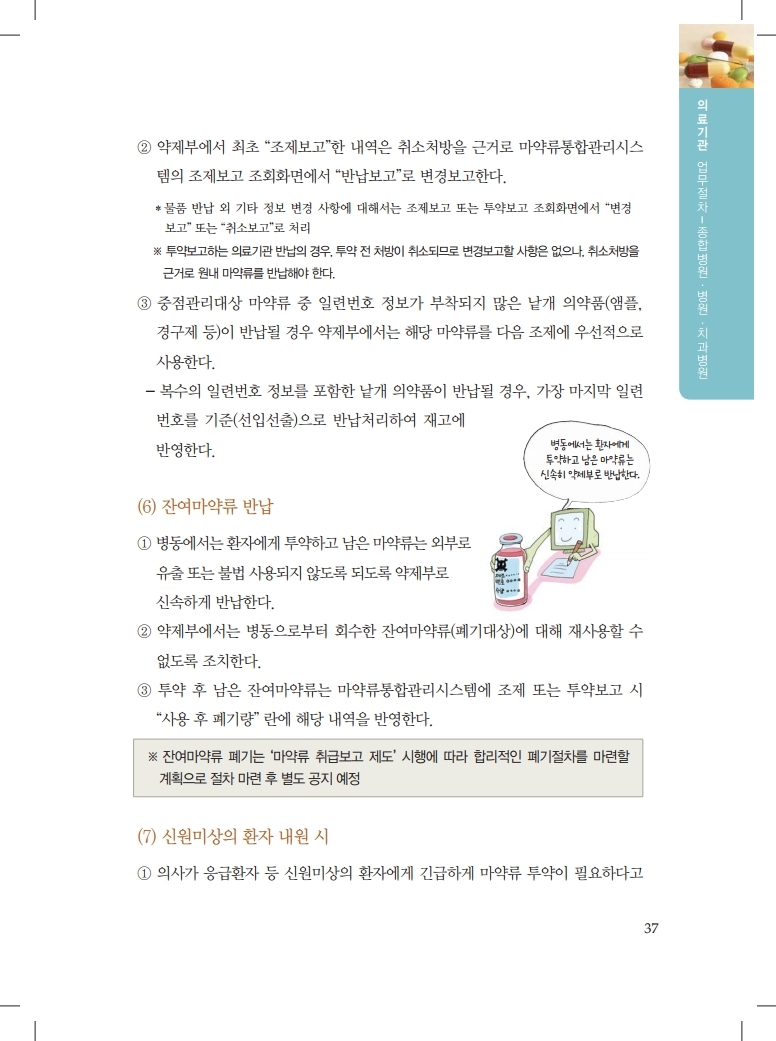 ② 약제부에서 최초 “조제보고”한 내역은 취소처방을 근거로 마약류통합관리시스
템의 조제보고 조회화면에서 “반납보고”로 변경보고한다.
* 물품 반납 외 기타 정보 변경 사항에 대해서는 조제보고 또는 투약보고 조회화면에서 “변경
보고” 또는 “취소보고”로 처리
※ 투약보고하는 의료기관 반납의 경우, 투약 전 처방이 취소되므로 변경보고할 사항은 없으나, 취소처방을
근거로 원내 마약류를 반납해야 한다.
③ 중점관리대상 마약류 중 일련번호 정보가 부착되지 많은 낱개 의약품(앰플,
경구제 등)이 반납될 경우 약제부에서는 해당 마약류를 다음 조제에 우선적으로
사용한다.
– 복수의 일련번호 정보를 포함한 낱개 의약품이 반납될 경우, 가장 마지막 일련
번호를 기준(선입선출)으로 반납처리하여 재고에
반영한다.
병동에서는 환자에게
투약하고 남은 마약류는
신속히 약제부로 반납한다.
(6) 잔여마약류 반납
① 병동에서는 환자에게 투약하고 남은 마약류는 외부로
유출 또는 불법 사용되지 않도록 되도록 약제부로
신속하게 반납한다.
② 약제부에서는 병동으로부터 회수한 잔여마약류(폐기대상)에 대해 재사용할 수
없도록 조치한다.
③ 투약 후 남은 잔여마약류는 마약류통합관리시스템에 조제 또는 투약보고 시
“사용 후 폐기량” 란에 해당 내역을 반영한다.
※ 잔여마약류 폐기는 ‘마약류 취급보고 제도’ 시행에 따라 합리적인 폐기절차를 마련할
계획으로 절차 마련 후 별도 공지 예정
(7) 신원미상의 환자 내원 시
① 의사가 응급환자 등 신원미상의 환자에게 긴급하게 마약류 투약이 필요하다고
의료기관 업무절차 – 종합병원 · 병원 · 치과병원
37